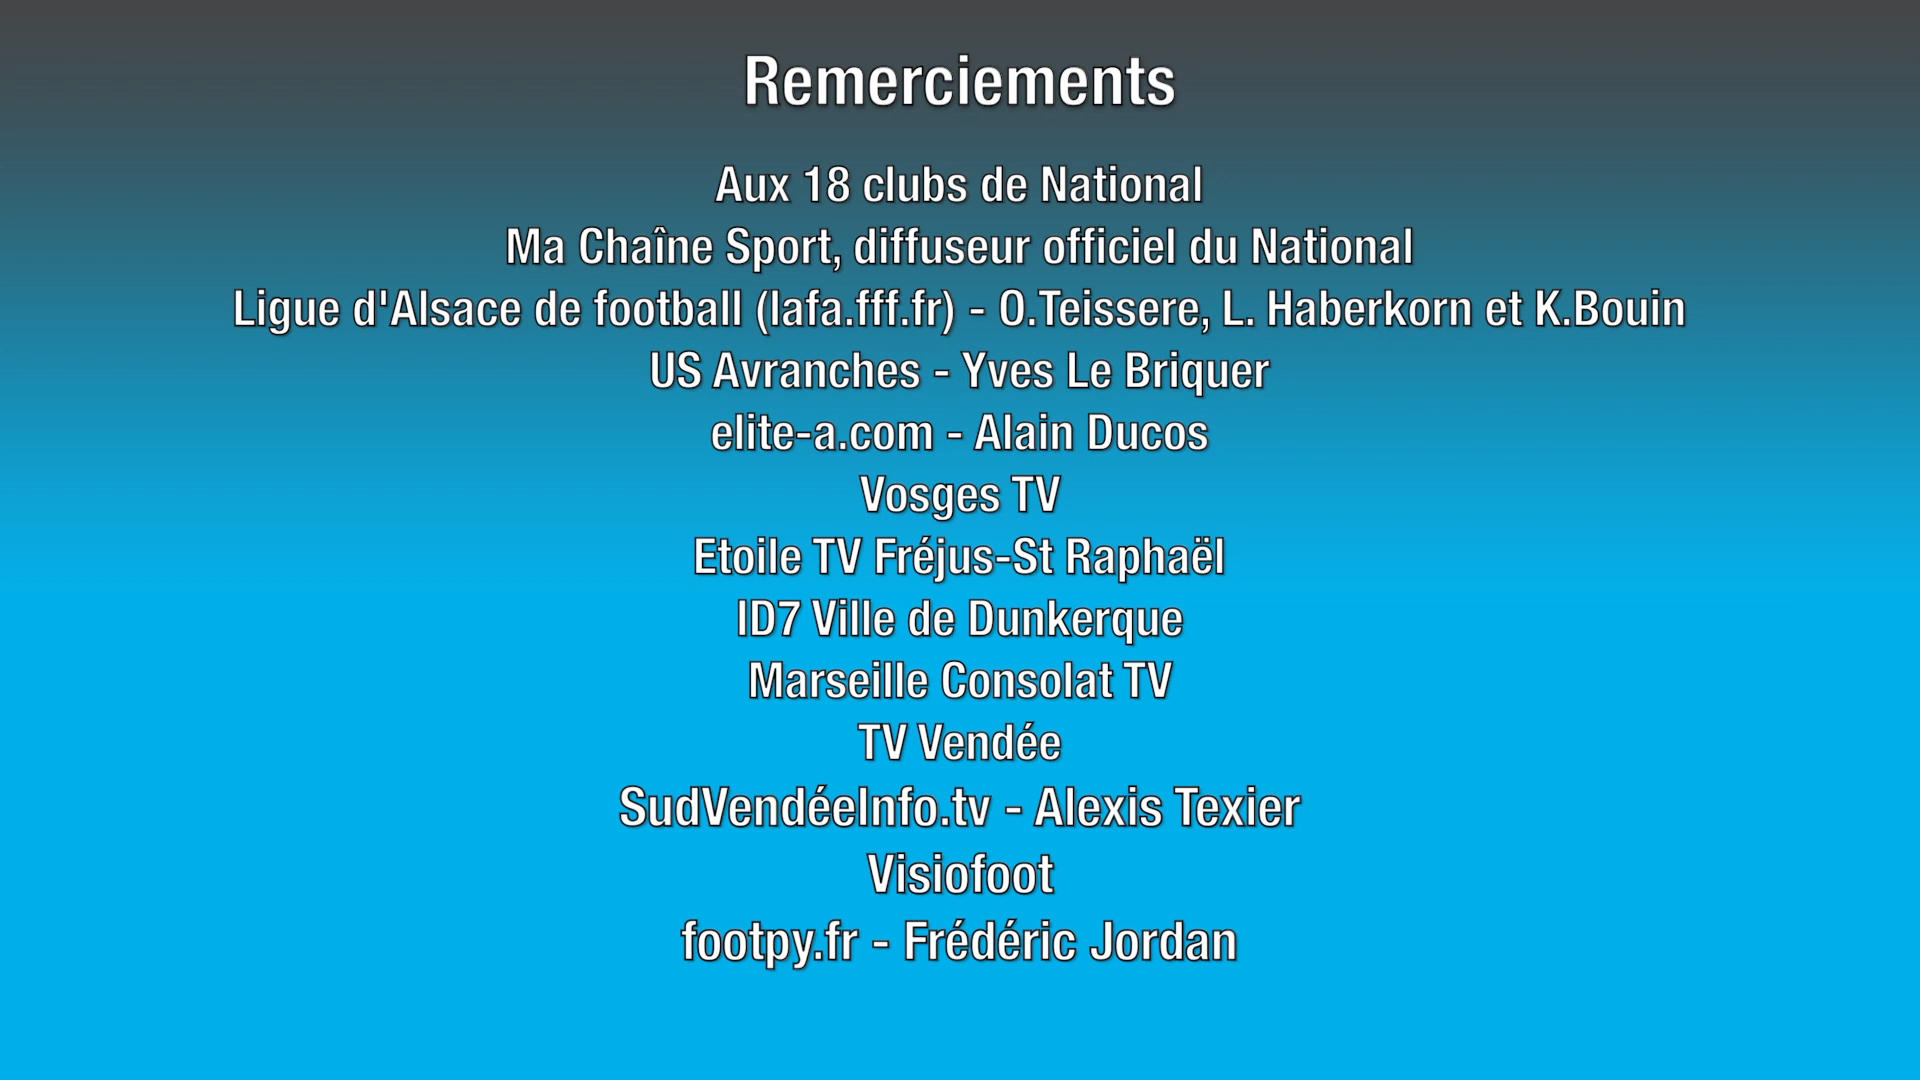 Remerciements
Aux 18 clubs de National
Ma Chaîne Sport, diffuseur officiel du National
Ligue d'Alsace de football (lafa.fff.fr) - O.Teissere, L. Haberkorn et K.Bouin
US Avranches - Yves Le Briquer
elite-a.com - Alain Ducos
Vosges TV
Etoile TV Fréjus-St Raphaël
ID7 Ville de Dunkerque
Marseille Consolat TV
TV Vendée
SudVendéeInfo.tv - Alexis Texier
Visiofoot
footpy.fr - Frédéric Jordan